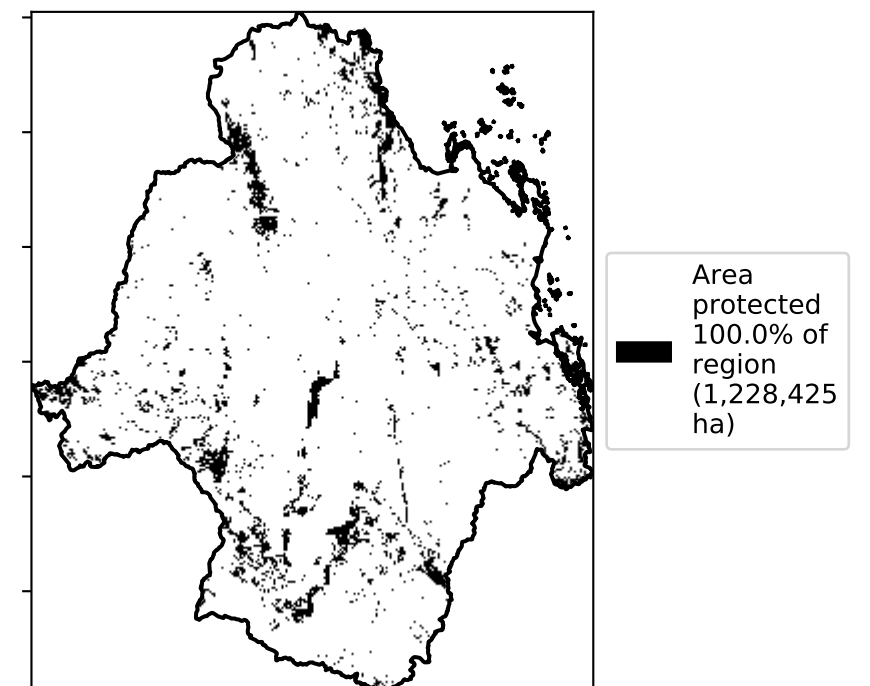 Area
protected
100.0% of
region
(1,228,425
ha)